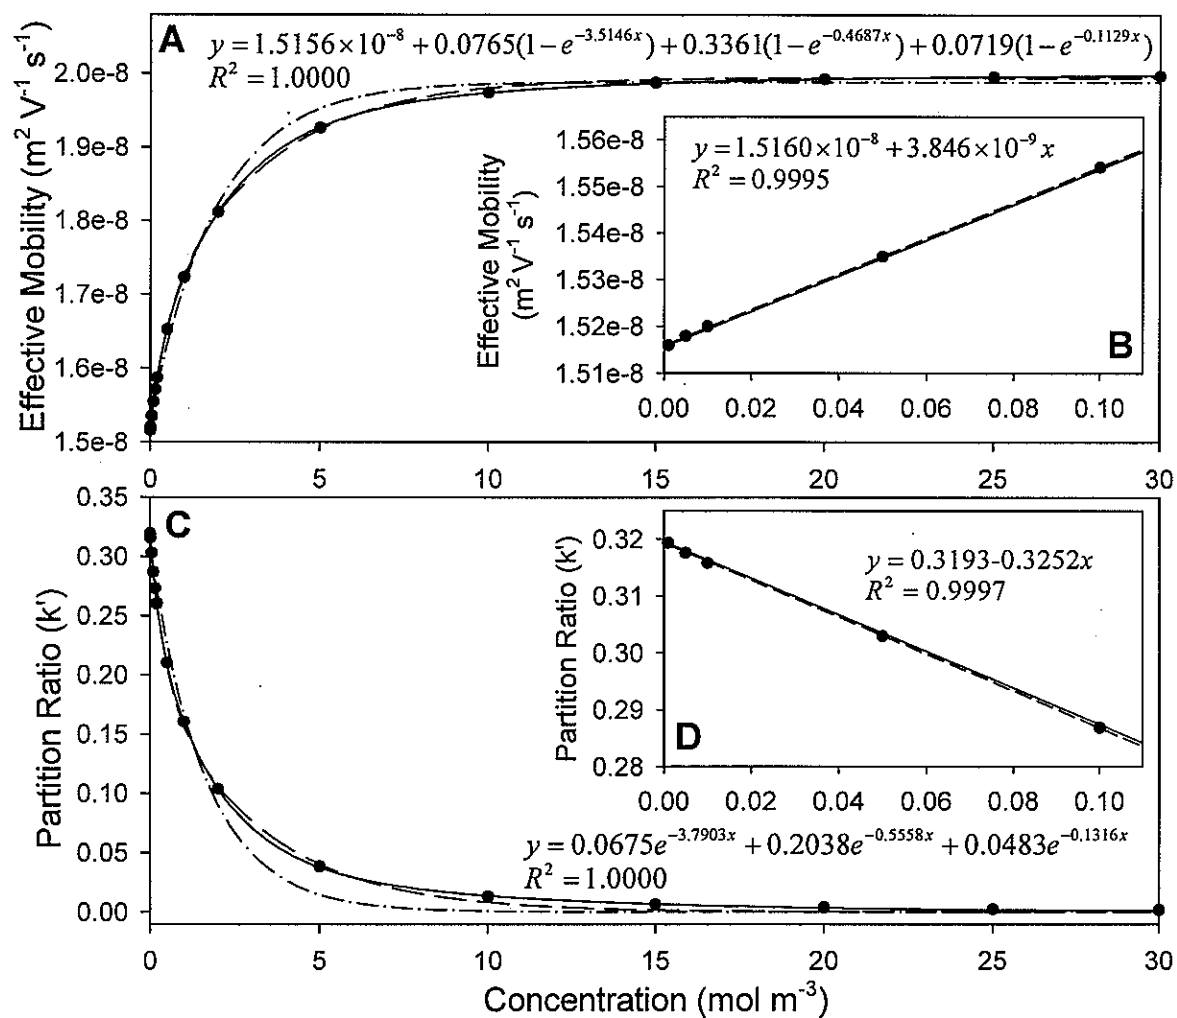 A y = 1.5156×10⁻⁸ + 0.0765(1−e^{−3.5146x}) + 0.3361(1−e^{−0.4687x}) + 0.0719(1−e^{−0.1129x})
R² = 1.0000
Effective Mobility (m² V⁻¹ s⁻¹)
2.0e-8
1.9e-8
1.8e-8
1.7e-8
1.6e-8
1.5e-8
0 5 10 15 20 25 30
Effective Mobility
(m² V⁻¹ s⁻¹)
y = 1.5160×10⁻⁸ + 3.846×10⁻⁹ x
R² = 0.9995
1.56e-8
1.55e-8
1.54e-8
1.53e-8
1.52e-8
1.51e-8
B
0.00 0.02 0.04 0.06 0.08 0.10
C
Partition Ratio (k')
0.35
0.30
0.25
0.20
0.15
0.10
0.05
0.00
Partition Ratio (k')
0.32
0.31
0.30
0.29
0.28
y = 0.3193-0.3252x
R² = 0.9997
D
0.00 0.02 0.04 0.06 0.08 0.10
y = 0.0675e^{−3.7903x} + 0.2038e^{−0.5558x} + 0.0483e^{−0.1316x}
R² = 1.0000
0 5 10 15 20 25 30
Concentration (mol m⁻³)